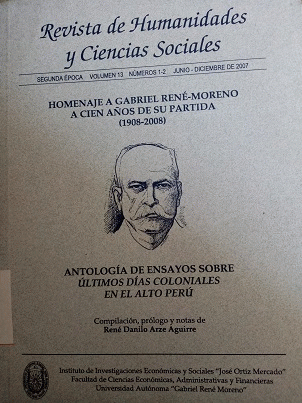 Revista de Humanidades
y Ciencias Sociales
SEGUNDA ÉPOCA VOLUMEN 13 NÚMEROS 1-2 JUNIO - DICIEMBRE DE 2007
HOMENAJE A GABRIEL RENÉ-MORENO
A CIEN AÑOS DE SU PARTIDA
(1908-2008)
ANTOLOGÍA DE ENSAYOS SOBRE
ÚLTIMOS DÍAS COLONIALES
EN EL ALTO PERÚ
Compilación, prólogo y notas de
René Danilo Arze Aguirre
Instituto de Investigaciones Económicas y Sociales "José Ortiz Mercado"
Facultad de Ciencias Económicas, Administrativas y Financieras
Universidad Autónoma "Gabriel René Moreno"